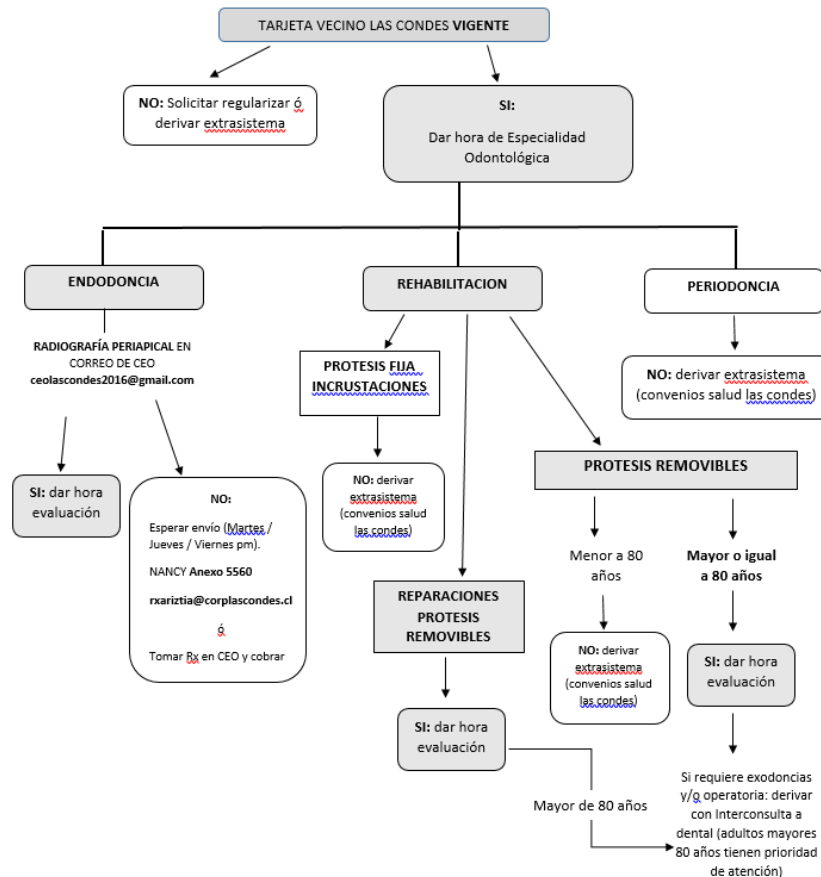 TARJETA VECINO LAS CONDES VIGENTE
NO: Solicitar regularizar ó
derivar extrasistema
SI:
Dar hora de Especialidad
Odontológica
ENDODONCIA
REHABILITACION
PERIODONCIA
RADIOGRAFÍA PERIAPICAL EN
CORREO DE CEO
ceolascondes2016@gmail.com
PROTESIS FIJA
INCRUSTACIONES
NO: derivar extrasistema
(convenios salud las condes)
SI: dar hora
evaluación
NO:
Esperar envío (Martes /
Jueves / Viernes pm).
NANCY Anexo 5560
rxariztia@corplascondes.cl
ó
Tomar Rx en CEO y cobrar
NO: derivar
extrasistema
(convenios salud
las condes)
PROTESIS REMOVIBLES
Menor a 80
años
Mayor o igual
a 80 años
REPARACIONES
PROTESIS
REMOVIBLES
NO: derivar
extrasistema
(convenios salud
las condes)
SI: dar hora
evaluación
SI: dar hora
evaluación
Mayor de 80 años
Si requiere exodoncias
y/o operatoria: derivar
con Interconsulta a
dental (adultos mayores
80 años tienen prioridad
de atención)